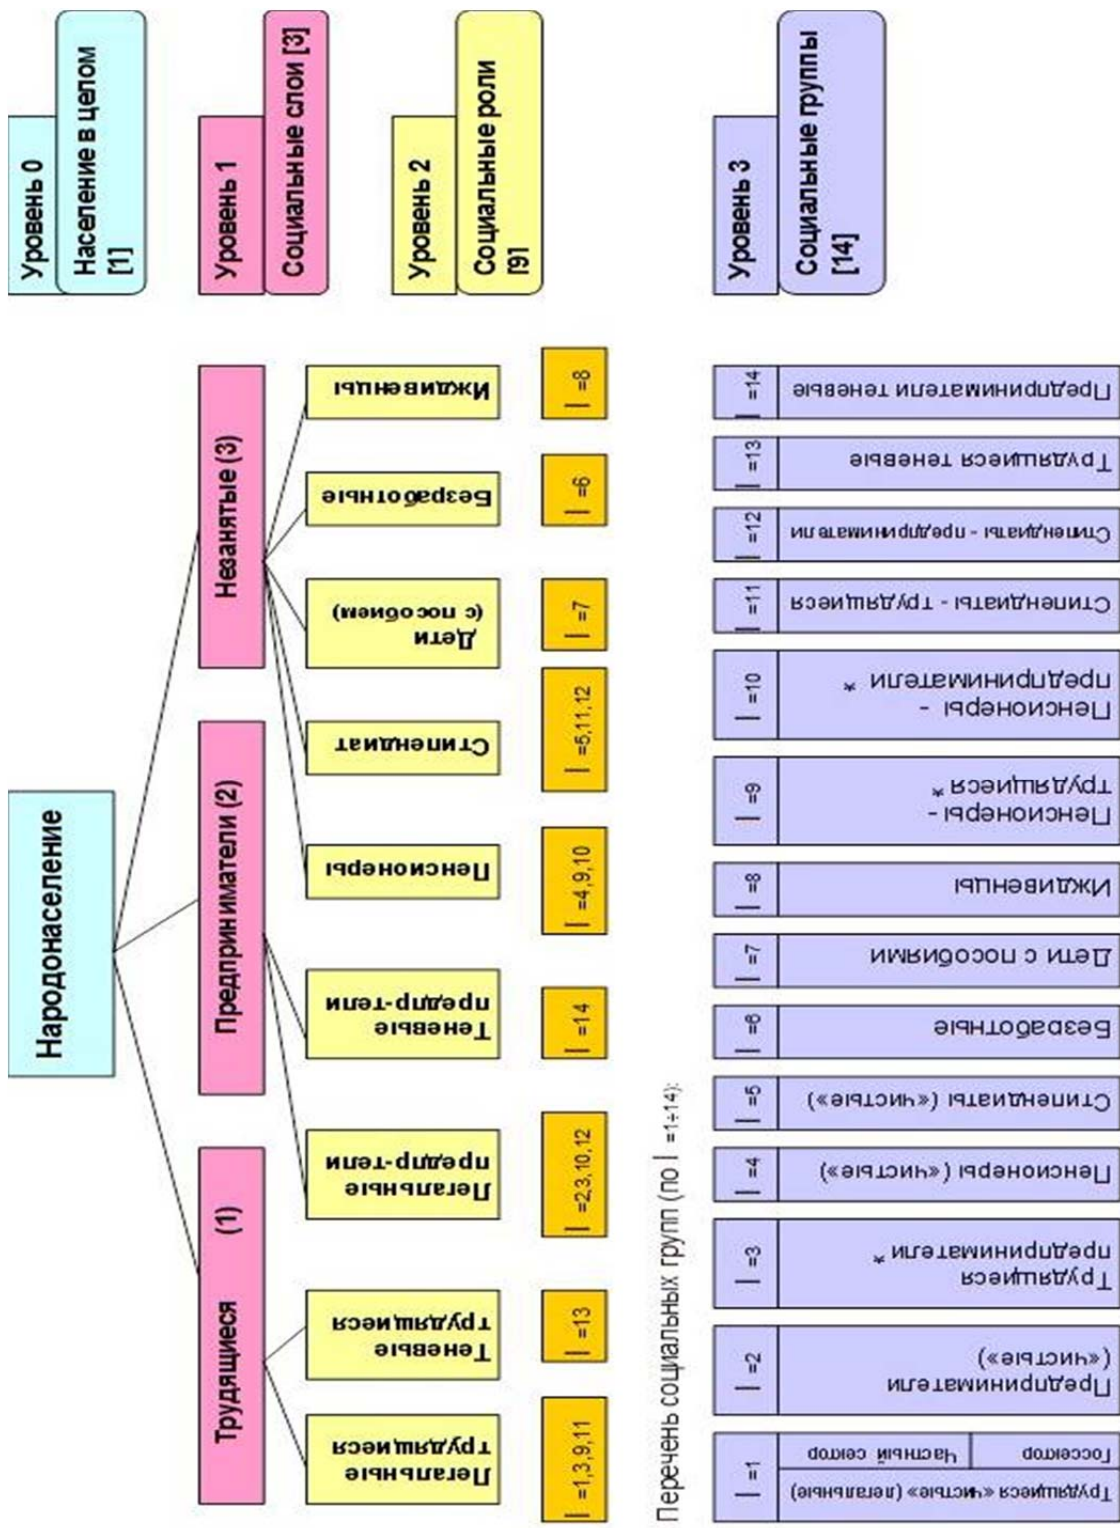 Народонаселение
Уровень 0
Население в целом
[1]
Трудящиеся (1)
Предприниматели (2)
Незанятые (3)
Уровень 1
Социальные слои [3]
Легальные
трудящиеся
Теневые
трудящиеся
Легальные
предпр-тели
Теневые
предпр-тели
Пенсионеры
Стипендиат
Дети
(с пособием)
Безработные
Иждивенцы
Уровень 2
Социальные роли
[9]
I =1,3,9,11
I =13
I =2,3,10,12
I =14
I =4,9,10
I =5,11,12
I =7
I =6
I =8
Перечень социальных групп (по I =1÷14):
Уровень 3
Социальные группы
[14]
I =1
Трудящиеся «чистые» (легальные)
Госсектор
Частный сектор
I =2
Предприниматели
(«чистые»)
I =3
Трудящиеся
предприниматели *
I =4
Пенсионеры («чистые»)
I =5
Стипендиаты («чистые»)
I =6
Безработные
I =7
Дети с пособиями
I =8
Иждивенцы
I =9
Пенсионеры -
трудящиеся *
I =10
Пенсионеры -
предприниматели *
I =11
Стипендиаты - трудящиеся
I =12
Стипендиаты - предприниматели
I =13
Трудящиеся теневые
I =14
Предприниматели теневые